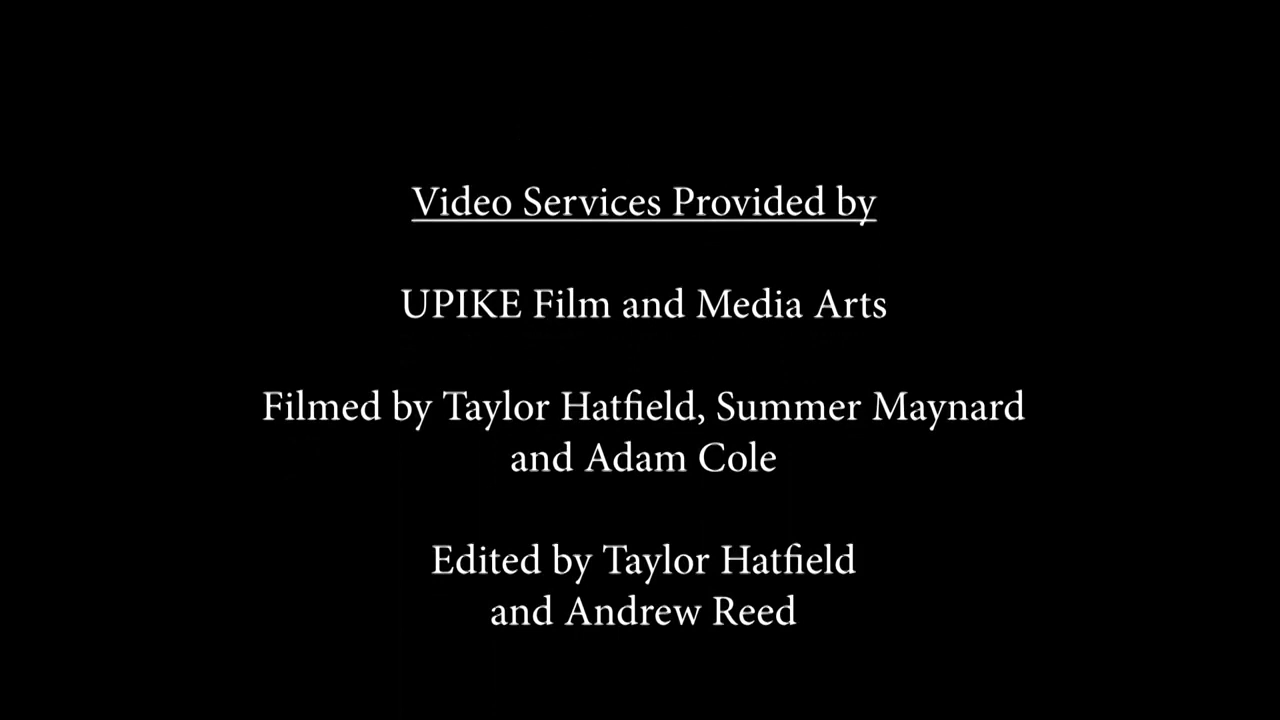 Video Services Provided by
UPIKE Film and Media Arts
Filmed by Taylor Hatfield, Summer Maynard
and Adam Cole
Edited by Taylor Hatfield
and Andrew Reed